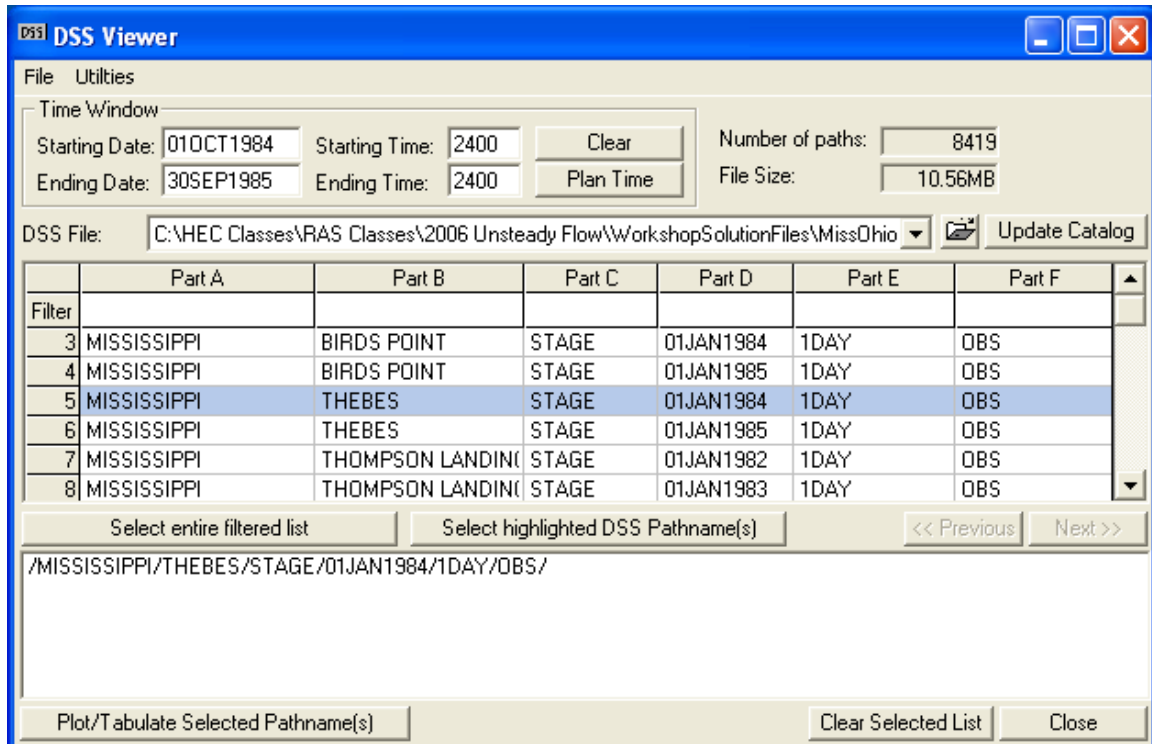 DSS DSS Viewer
File Utilties
Time Window
Starting Date: 01OCT1984 Starting Time: 2400 Clear Number of paths: 8419
Ending Date: 30SEP1985 Ending Time: 2400 Plan Time File Size: 10.56MB
DSS File: C:\HEC Classes\RAS Classes\2006 Unsteady Flow\WorkshopSolutionFiles\MissOhio Update Catalog
Part A Part B Part C Part D Part E Part F
Filter
3 MISSISSIPPI BIRDS POINT STAGE 01JAN1984 1DAY OBS
4 MISSISSIPPI BIRDS POINT STAGE 01JAN1985 1DAY OBS
5 MISSISSIPPI THEBES STAGE 01JAN1984 1DAY OBS
6 MISSISSIPPI THEBES STAGE 01JAN1985 1DAY OBS
7 MISSISSIPPI THOMPSON LANDIN( STAGE 01JAN1982 1DAY OBS
8 MISSISSIPPI THOMPSON LANDIN( STAGE 01JAN1983 1DAY OBS
Select entire filtered list Select highlighted DSS Pathname(s) << Previous Next >>
/MISSISSIPPI/THEBES/STAGE/01JAN1984/1DAY/OBS/
Plot/Tabulate Selected Pathname(s) Clear Selected List Close